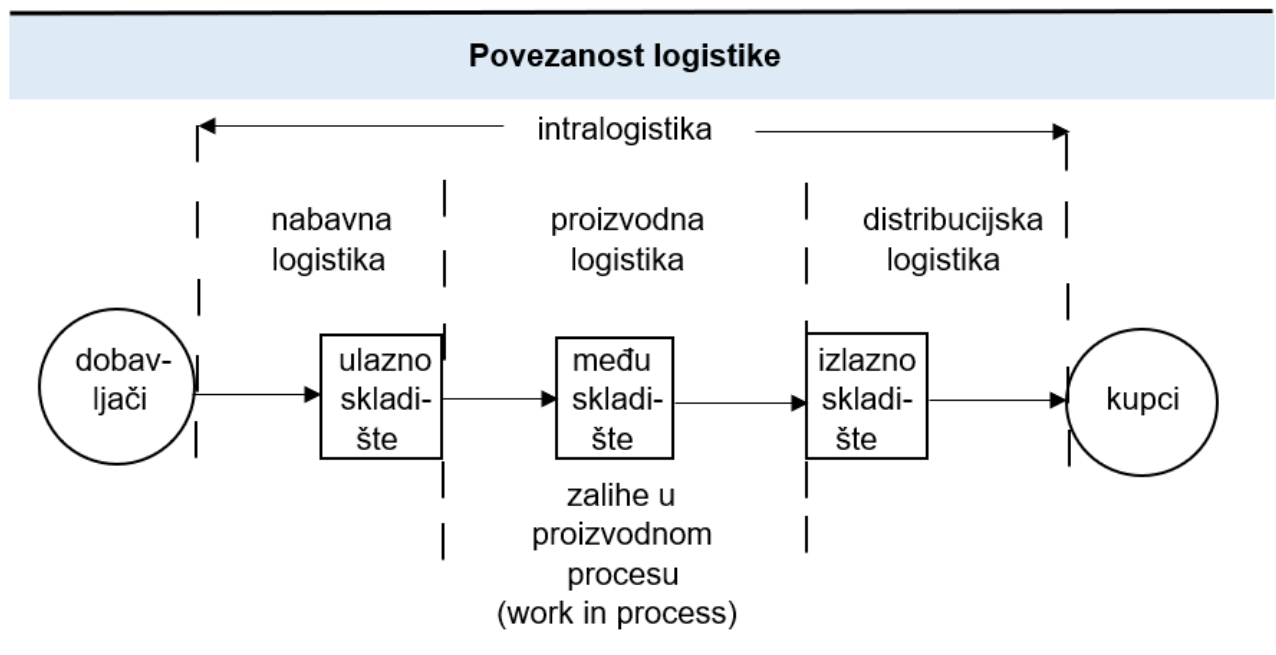 Povezanost logistike
intralogistika
nabavna
logistika
proizvodna
logistika
distribucijska
logistika
dobav-
ljači
ulazno
skladi-
šte
među
skladi-
šte
izlazno
skladi-
šte
kupci
zalihe u
proizvodnom
procesu
(work in process)